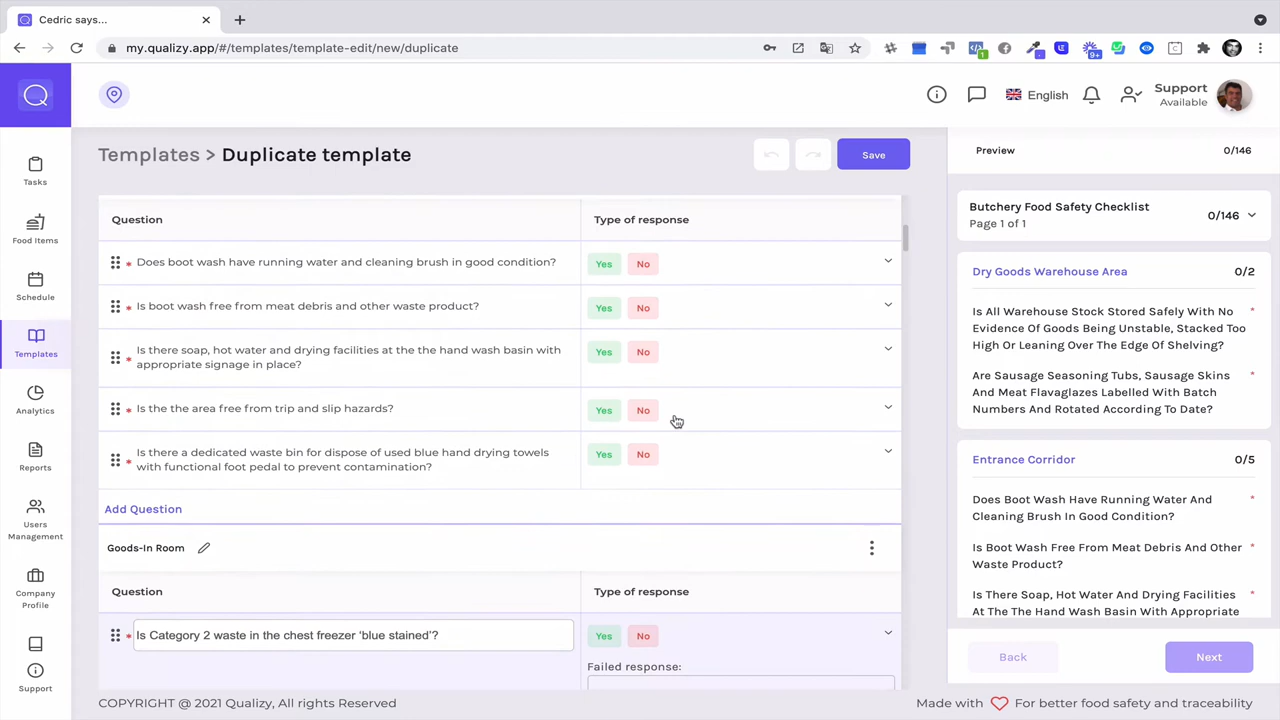 Cedric says...
my.qualizy.app/#/templates/template-edit/new/duplicate
1
9+
English
Support
Available
Tasks
Food Items
Schedule
Templates
Analytics
Reports
Users
Management
Company
Profile
Support
Templates > Duplicate template
Save
Question
Type of response
Does boot wash have running water and cleaning brush in good condition?
Yes No
Is boot wash free from meat debris and other waste product?
Yes No
Is there soap, hot water and drying facilities at the the hand wash basin with
appropriate signage in place?
Yes No
Is the the area free from trip and slip hazards?
Yes No
Is there a dedicated waste bin for dispose of used blue hand drying towels
with functional foot pedal to prevent contamination?
Yes No
Add Question
Goods-In Room
Question
Type of response
Is Category 2 waste in the chest freezer ‘blue stained’?
Yes No
Failed response:
Preview 0/146
Butchery Food Safety Checklist
Page 1 of 1
0/146
Dry Goods Warehouse Area 0/2
Is All Warehouse Stock Stored Safely With No *
Evidence Of Goods Being Unstable, Stacked Too
High Or Leaning Over The Edge Of Shelving?
Are Sausage Seasoning Tubs, Sausage Skins *
And Meat Flavaglazes Labelled With Batch
Numbers And Rotated According To Date?
Entrance Corridor 0/5
Does Boot Wash Have Running Water And *
Cleaning Brush In Good Condition?
Is Boot Wash Free From Meat Debris And Other *
Waste Product?
Is There Soap, Hot Water And Drying Facilities *
At The The Hand Wash Basin With Appropriate
Back
Next
COPYRIGHT @ 2021 Qualizy, All rights Reserved
Made with For better food safety and traceability